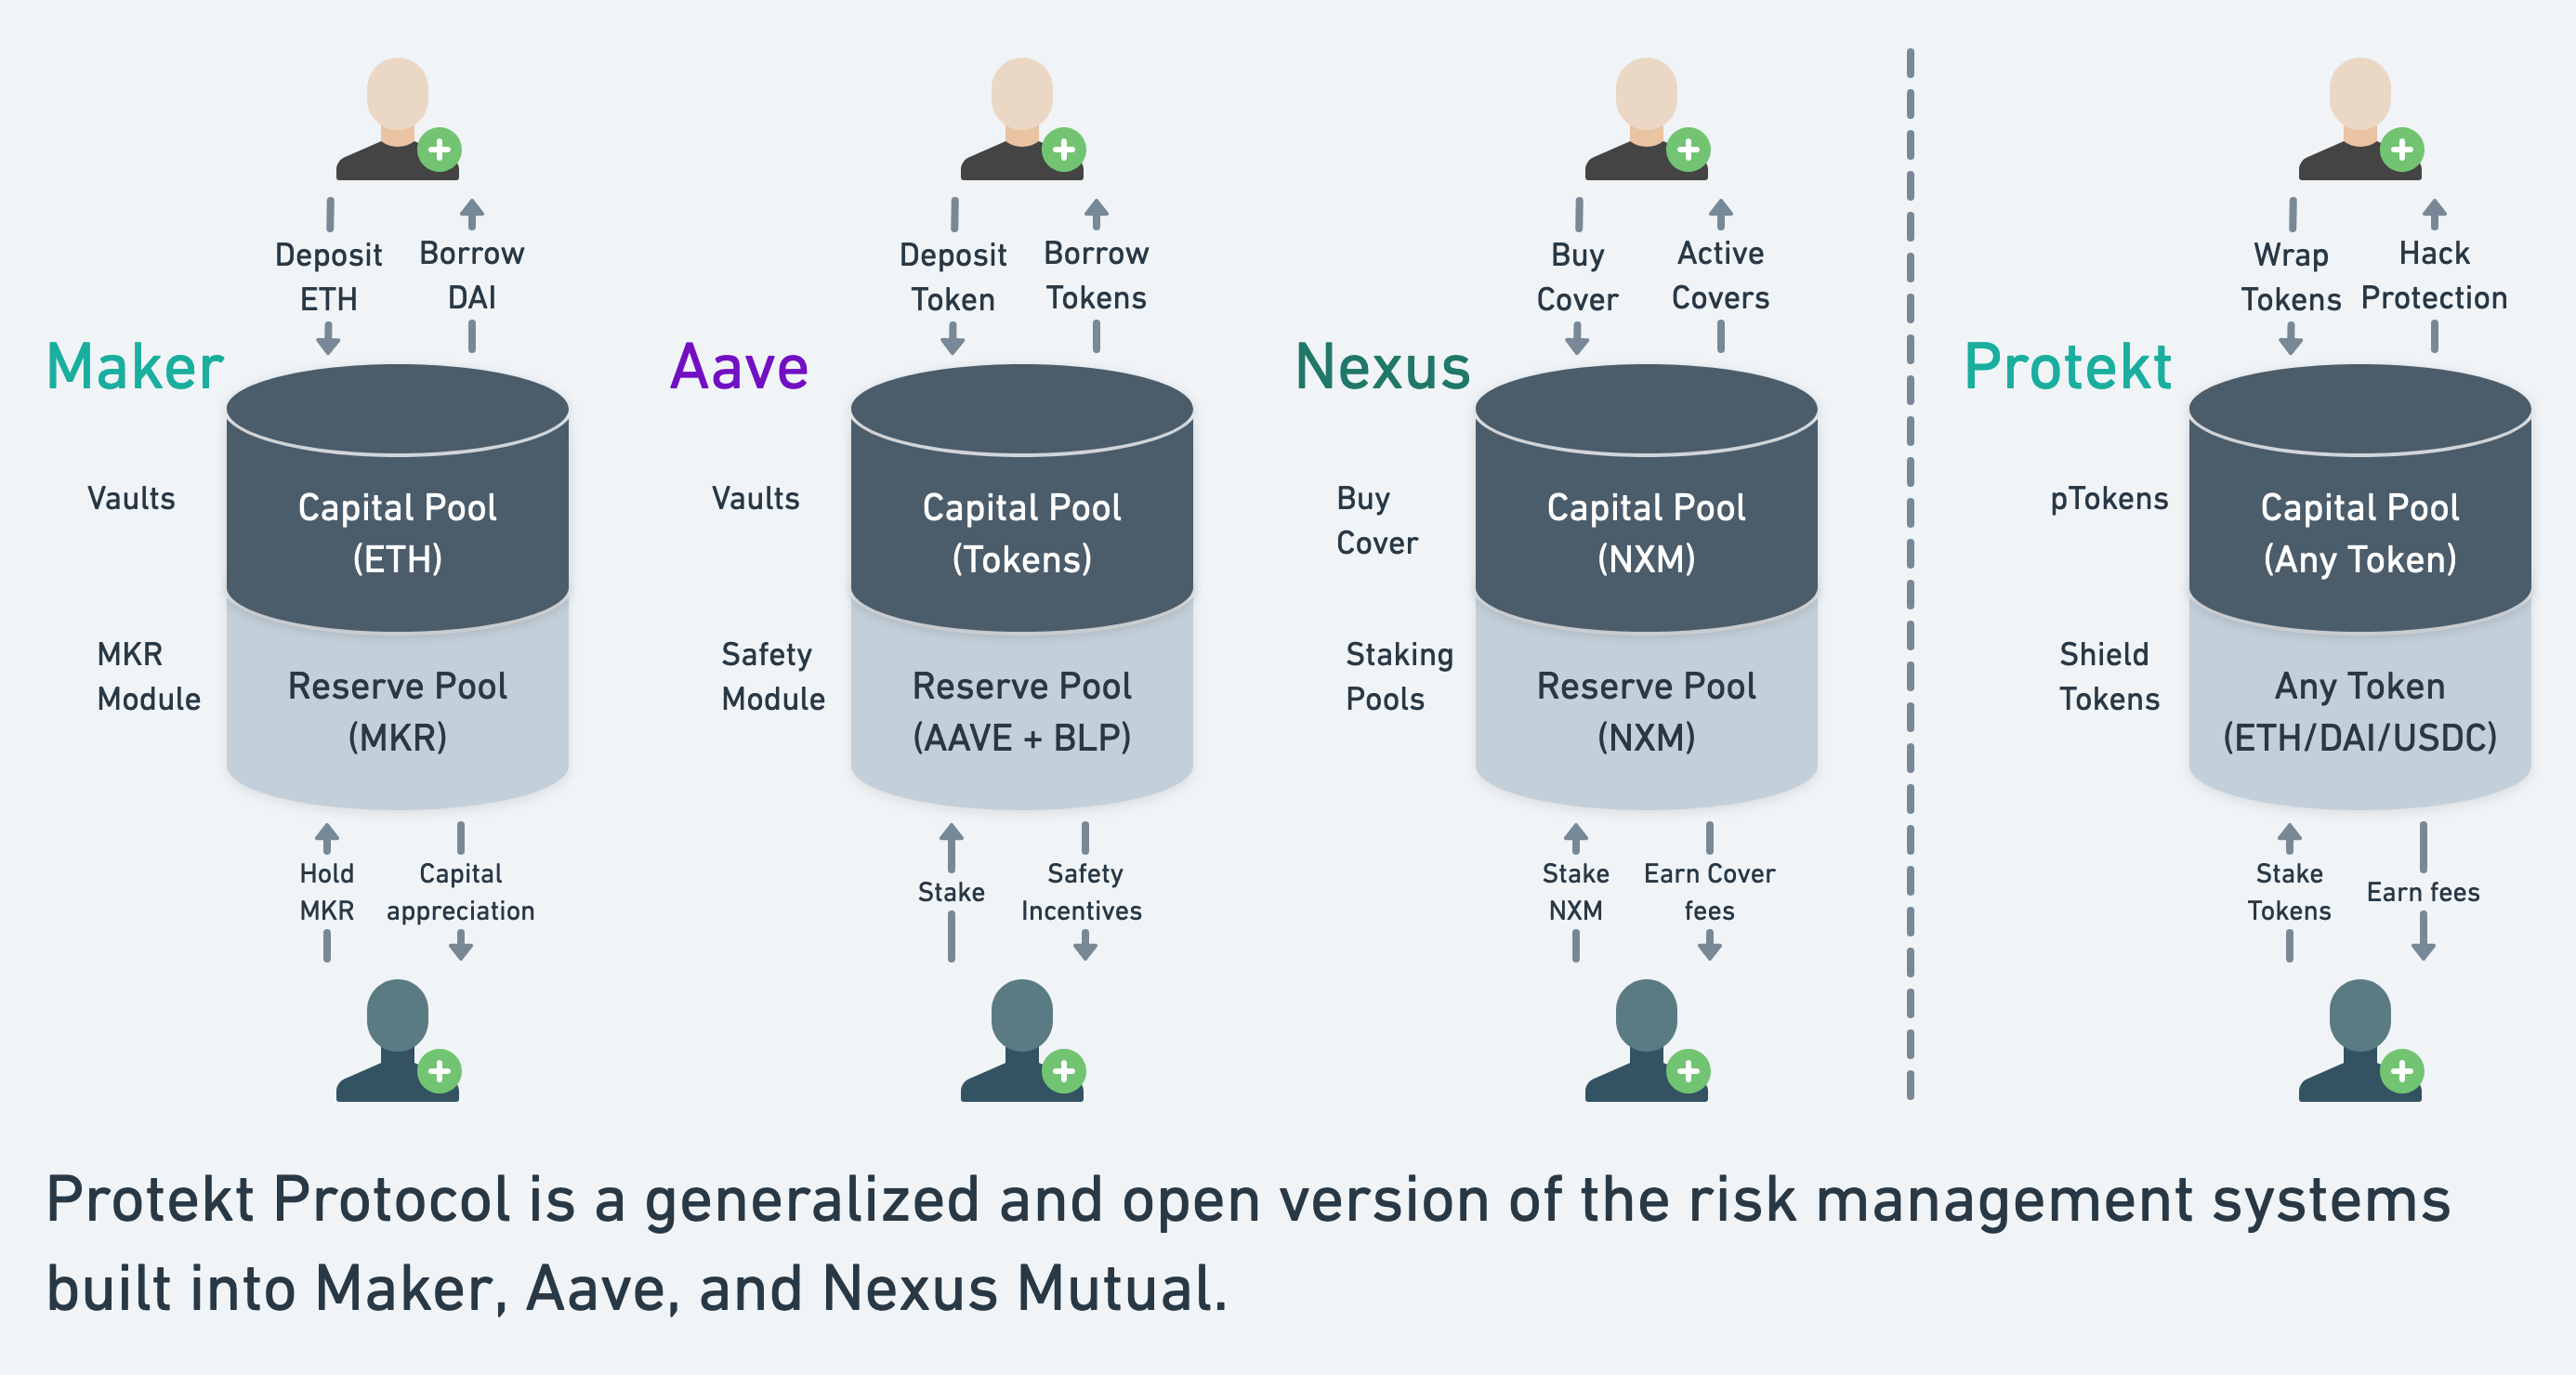 Deposit
ETH
Borrow
DAI
Maker
Vaults
Capital Pool
(ETH)
MKR
Module
Reserve Pool
(MKR)
Hold
MKR
Capital
appreciation
Deposit
Token
Borrow
Tokens
Aave
Vaults
Capital Pool
(Tokens)
Safety
Module
Reserve Pool
(AAVE + BLP)
Stake
Safety
Incentives
Buy
Cover
Active
Covers
Nexus
Buy
Cover
Capital Pool
(NXM)
Staking
Pools
Reserve Pool
(NXM)
Stake
NXM
Earn Cover
fees
Wrap
Tokens
Hack
Protection
Protekt
pTokens
Capital Pool
(Any Token)
Shield
Tokens
Any Token
(ETH/DAI/USDC)
Stake
Tokens
Earn fees
Protekt Protocol is a generalized and open version of the risk management systems
built into Maker, Aave, and Nexus Mutual.